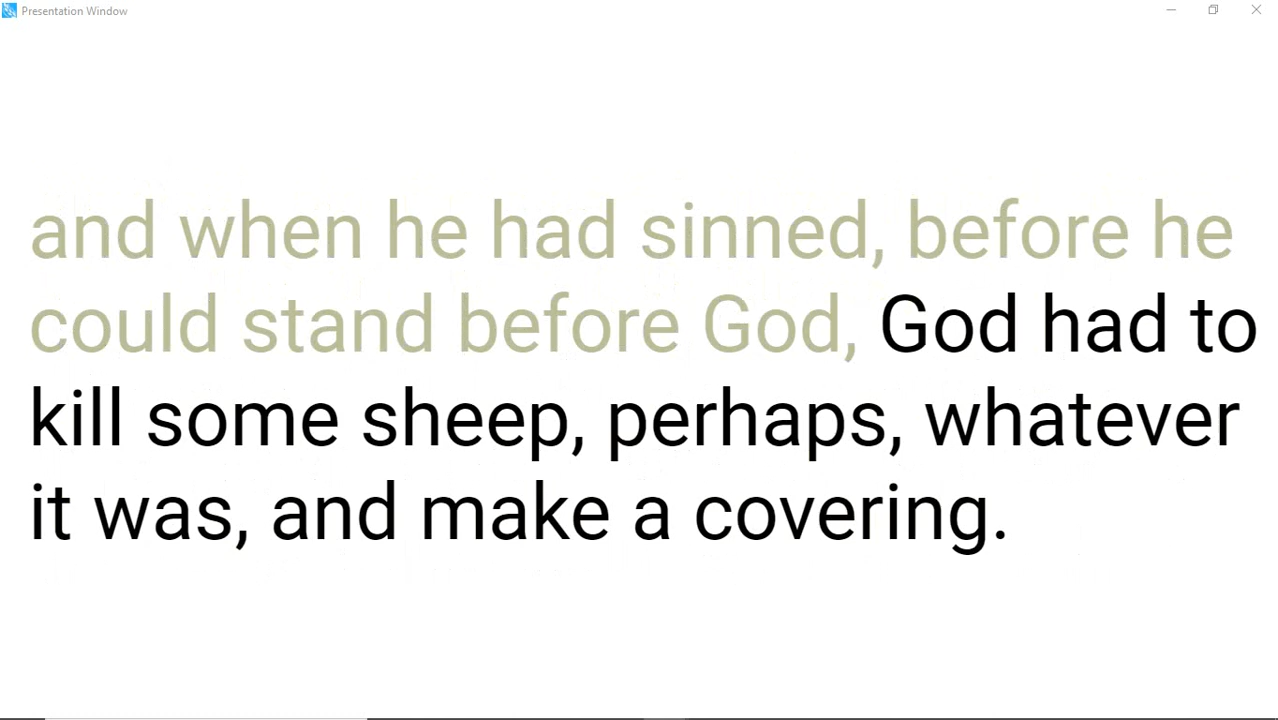 Presentation Window
and when he had sinned, before he
could stand before God, God had to
kill some sheep, perhaps, whatever
it was, and make a covering.